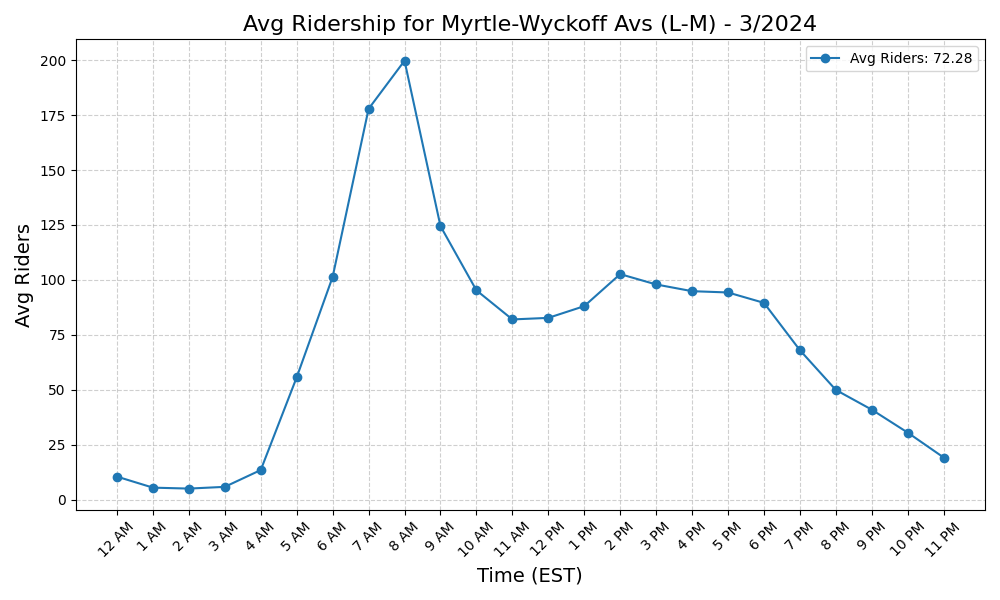 Avg Ridership for Myrtle-Wyckoff Avs (L-M) - 3/2024
Avg Riders: 72.28
Avg Riders
200
175
150
125
100
75
50
25
0
12 AM
1 AM
2 AM
3 AM
4 AM
5 AM
6 AM
7 AM
8 AM
9 AM
10 AM
11 AM
12 PM
1 PM
2 PM
3 PM
4 PM
5 PM
6 PM
7 PM
8 PM
9 PM
10 PM
11 PM
Time (EST)